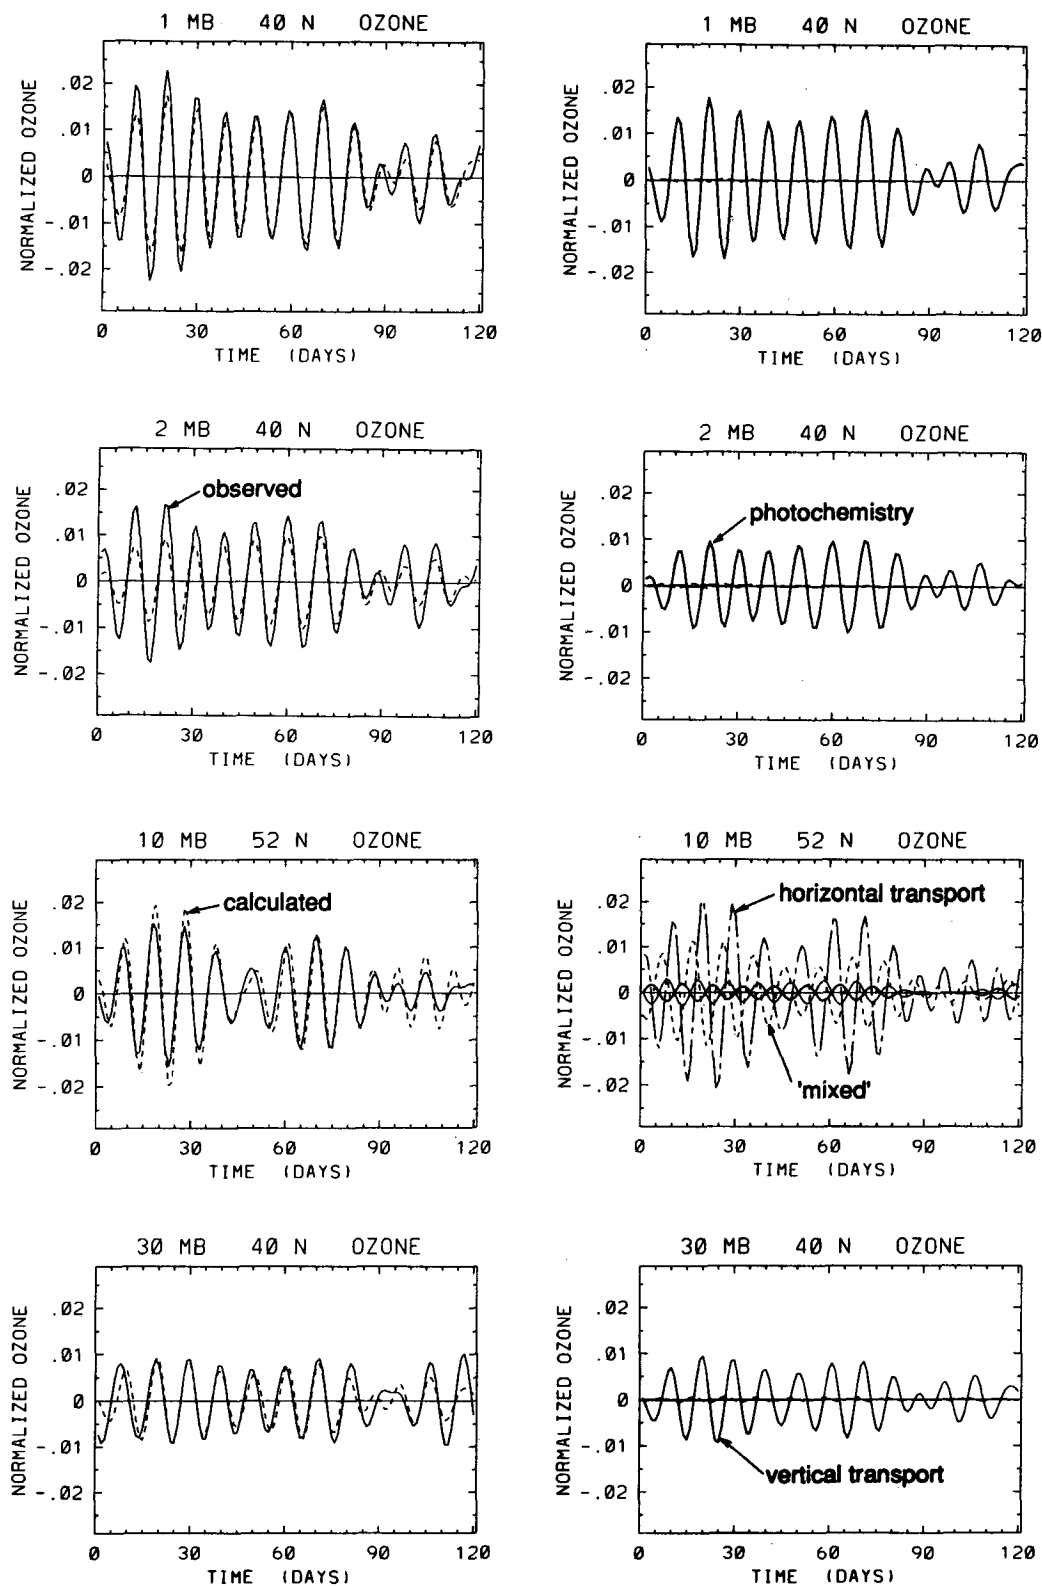 1 MB 40 N OZONE
NORMALIZED OZONE
.02
.01
0
-.01
-.02
0 30 60 90 120
TIME (DAYS)
1 MB 40 N OZONE
NORMALIZED OZONE
.02
.01
0
-.01
-.02
0 30 60 90 120
TIME (DAYS)
2 MB 40 N OZONE
NORMALIZED OZONE
.02
.01
0
-.01
-.02
observed
0 30 60 90 120
TIME (DAYS)
2 MB 40 N OZONE
NORMALIZED OZONE
.02
.01
0
-.01
-.02
photochemistry
0 30 60 90 120
TIME (DAYS)
10 MB 52 N OZONE
NORMALIZED OZONE
.02
.01
0
-.01
-.02
calculated
0 30 60 90 120
TIME (DAYS)
10 MB 52 N OZONE
NORMALIZED OZONE
.02
.01
0
-.01
-.02
horizontal transport
'mixed'
0 30 60 90 120
TIME (DAYS)
30 MB 40 N OZONE
NORMALIZED OZONE
.02
.01
0
-.01
-.02
0 30 60 90 120
TIME (DAYS)
30 MB 40 N OZONE
NORMALIZED OZONE
.02
.01
0
-.01
-.02
vertical transport
0 30 60 90 120
TIME (DAYS)